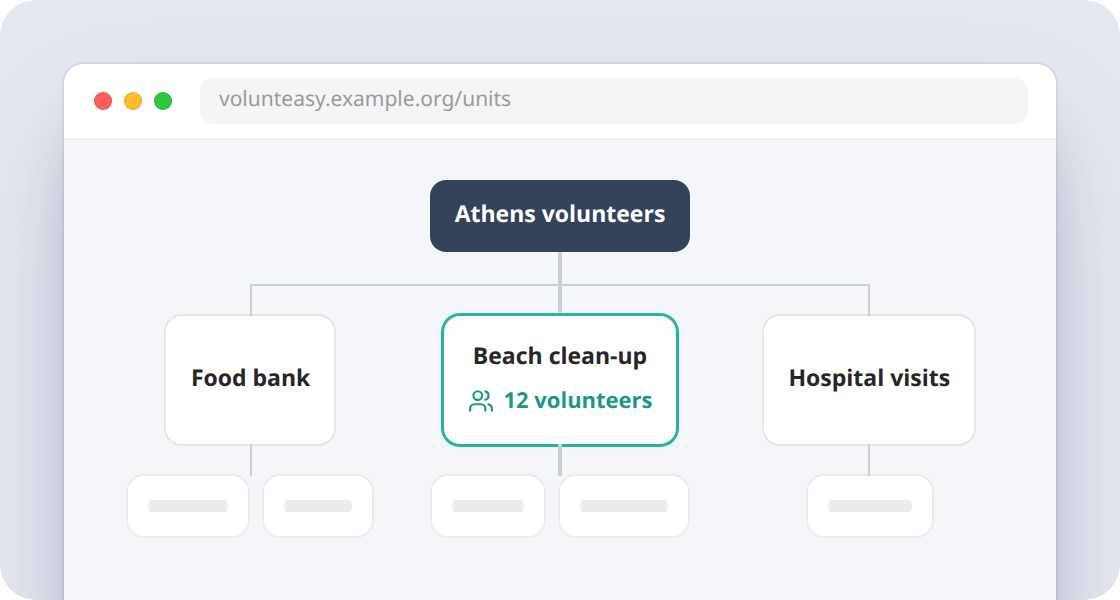 volunteasy.example.org/units
Athens volunteers
Food bank
Beach clean-up
12 volunteers
Hospital visits